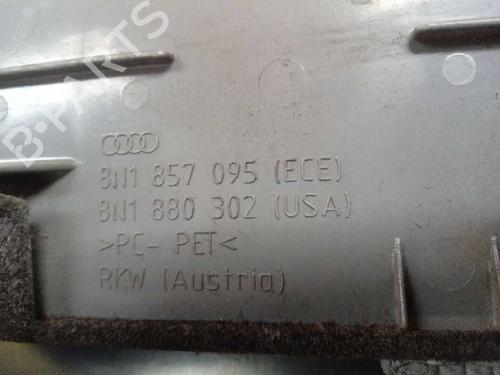 B-PARTS
8N1 857 095 (ECE)
8N1 880 302 (USA)
>PC- PET<
RKW (Austria)